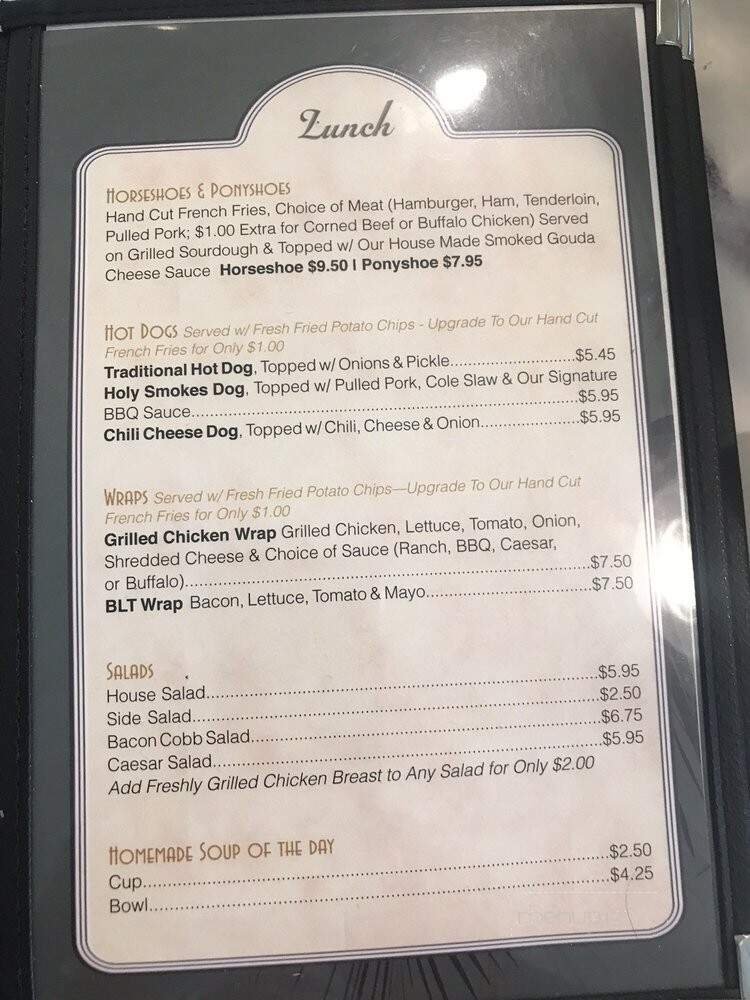 Lunch
HORSESHOES & PONYSHOES
Hand Cut French Fries, Choice of Meat (Hamburger, Ham, Tenderloin,
Pulled Pork; $1.00 Extra for Corned Beef or Buffalo Chicken) Served
on Grilled Sourdough & Topped w/ Our House Made Smoked Gouda
Cheese Sauce Horseshoe $9.50 | Ponyshoe $7.95
HOT DOGS Served w/ Fresh Fried Potato Chips - Upgrade To Our Hand Cut
French Fries for Only $1.00
Traditional Hot Dog, Topped w/ Onions & Pickle..........................$5.45
Holy Smokes Dog, Topped w/ Pulled Pork, Cole Slaw & Our Signature
BBQ Sauce..............................................................................$5.95
Chili Cheese Dog, Topped w/ Chili, Cheese & Onion.....................$5.95
WRAPS Served w/ Fresh Fried Potato Chips—Upgrade To Our Hand Cut
French Fries for Only $1.00
Grilled Chicken Wrap Grilled Chicken, Lettuce, Tomato, Onion,
Shredded Cheese & Choice of Sauce (Ranch, BBQ, Caesar,
or Buffalo)..............................................................................$7.50
BLT Wrap Bacon, Lettuce, Tomato & Mayo...................................$7.50
SALADS
House Salad..............................................................................$5.95
Side Salad.................................................................................$2.50
Bacon Cobb Salad.....................................................................$6.75
Caesar Salad.............................................................................$5.95
Add Freshly Grilled Chicken Breast to Any Salad for Only $2.00
HOMEMADE SOUP OF THE DAY
Cup...........................................................................................$2.50
Bowl..........................................................................................$4.25